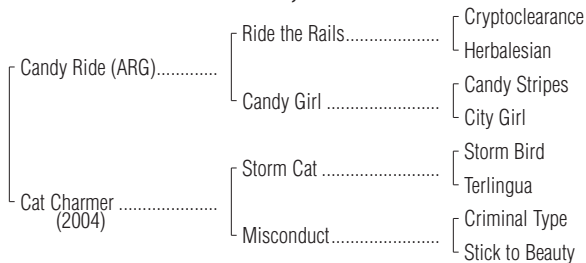 Cryptoclearance
Ride the Rails
Herbalesian
Candy Ride (ARG)
Candy Stripes
Candy Girl
City Girl
Storm Bird
Storm Cat
Terlingua
Cat Charmer
(2004)
Criminal Type
Misconduct
Stick to Beauty